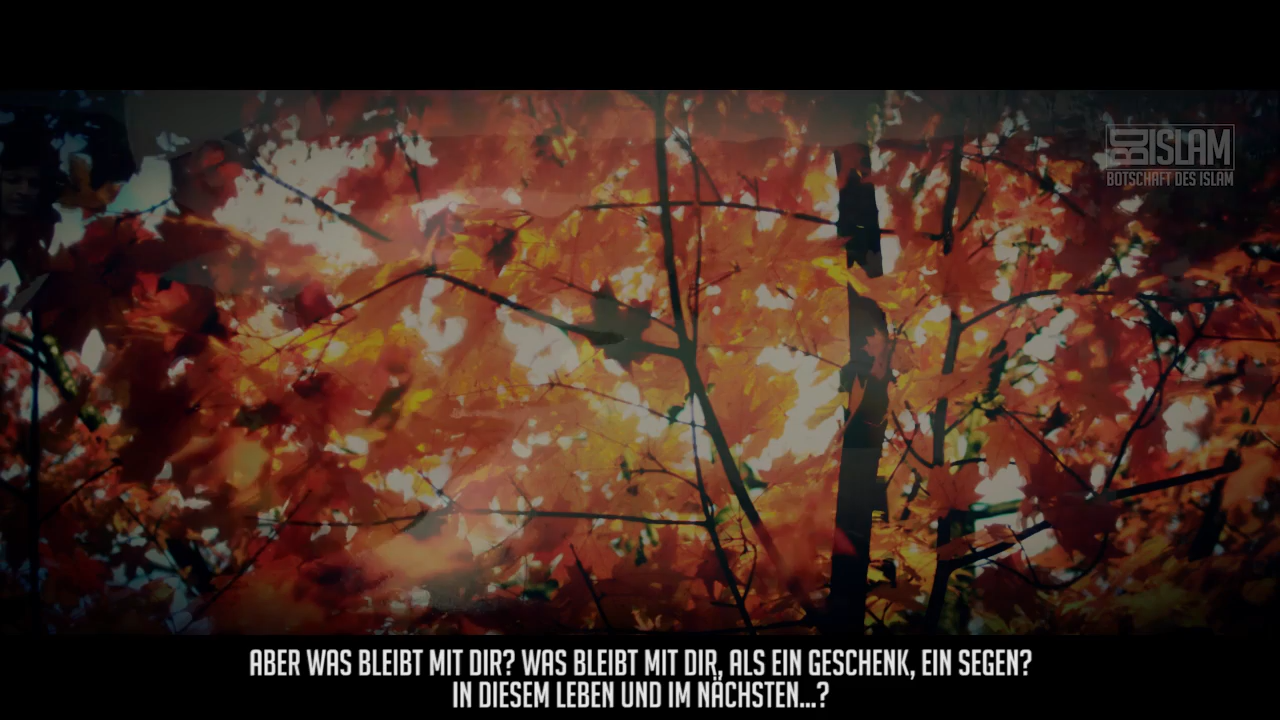 ISLAM
BOTSCHAFT DES ISLAM
ABER WAS BLEIBT MIT DIR? WAS BLEIBT MIT DIR, ALS EIN GESCHENK, EIN SEGEN?
IN DIESEM LEBEN UND IM NÄCHSTEN...?